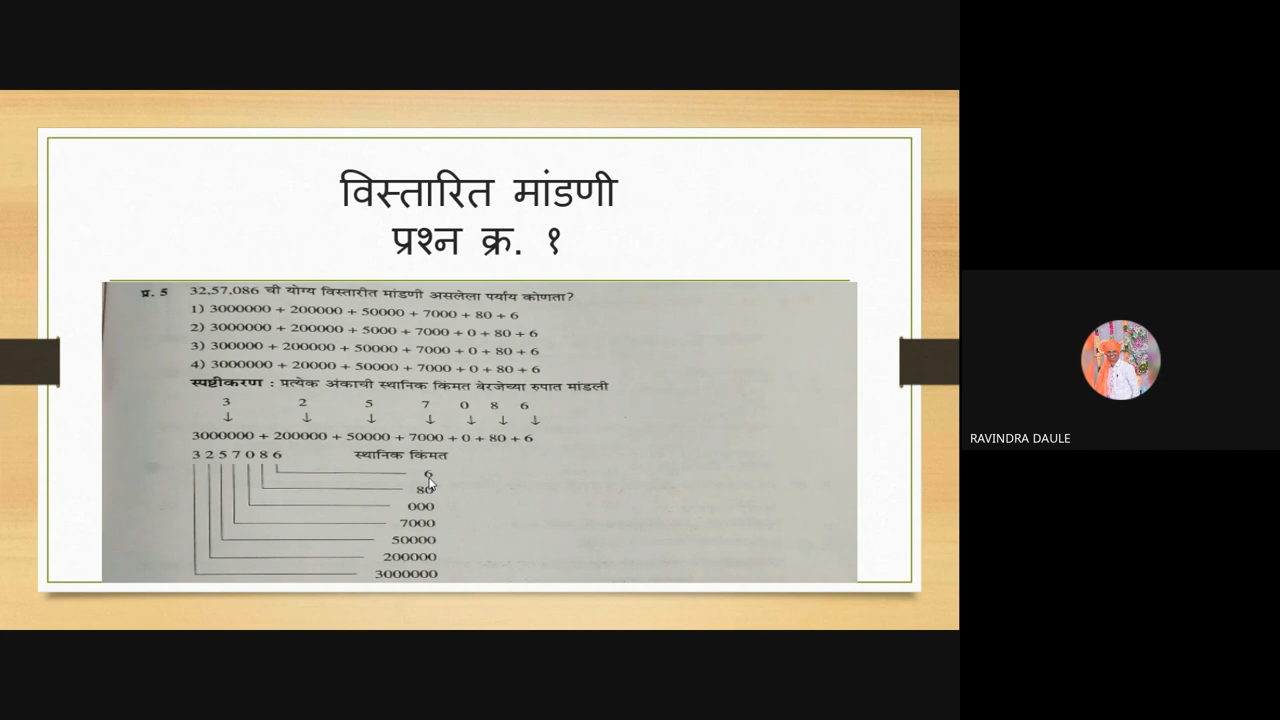 विस्तारित मांडणी
प्रश्न क्र. १
प्र. 5 32,57,086 ची योग्य विस्तारीत मांडणी असलेला पर्याय कोणता?
1) 3000000 + 200000 + 50000 + 7000 + 80 + 6
2) 3000000 + 200000 + 5000 + 7000 + 0 + 80 + 6
3) 300000 + 200000 + 50000 + 7000 + 0 + 80 + 6
4) 3000000 + 20000 + 50000 + 7000 + 0 + 80 + 6
स्पष्टीकरण : प्रत्येक अंकाची स्थानिक किंमत बेरजेच्या रुपात मांडली
3 2 5 7 0 8 6
↓ ↓ ↓ ↓ ↓ ↓ ↓
3000000 + 200000 + 50000 + 7000 + 0 + 80 + 6
3 2 5 7 0 8 6 स्थानिक किंमत
6
80
000
7000
50000
200000
3000000
RAVINDRA DAULE